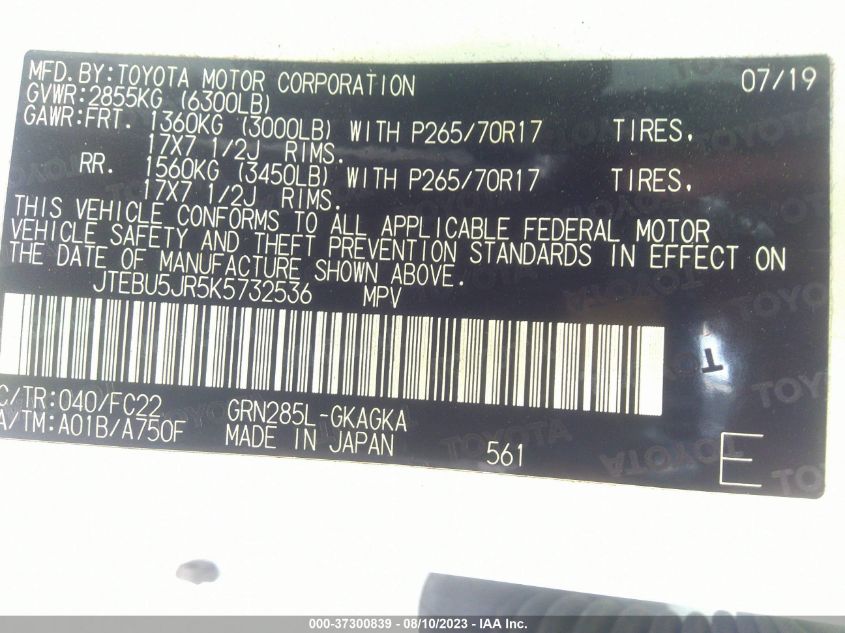 MFD. BY: TOYOTA MOTOR CORPORATION 07/19
GVWR: 2855KG (6300LB)
GAWR: FRT. 1360KG (3000LB) WITH P265/70R17 TIRES,
17X7 1/2J RIMS.
RR. 1560KG (3450LB) WITH P265/70R17 TIRES,
17X7 1/2J RIMS.
THIS VEHICLE CONFORMS TO ALL APPLICABLE FEDERAL MOTOR
VEHICLE SAFETY AND THEFT PREVENTION STANDARDS IN EFFECT ON
THE DATE OF MANUFACTURE SHOWN ABOVE.
JTEBU5JR5K5732536 MPV
T
C/TR: 040/FC22 GRN285L-GKAGKA
A/TM: A01B/A750F MADE IN JAPAN 561 E
TOYOTA
000-37300839 - 08/10/2023 - IAAI.com